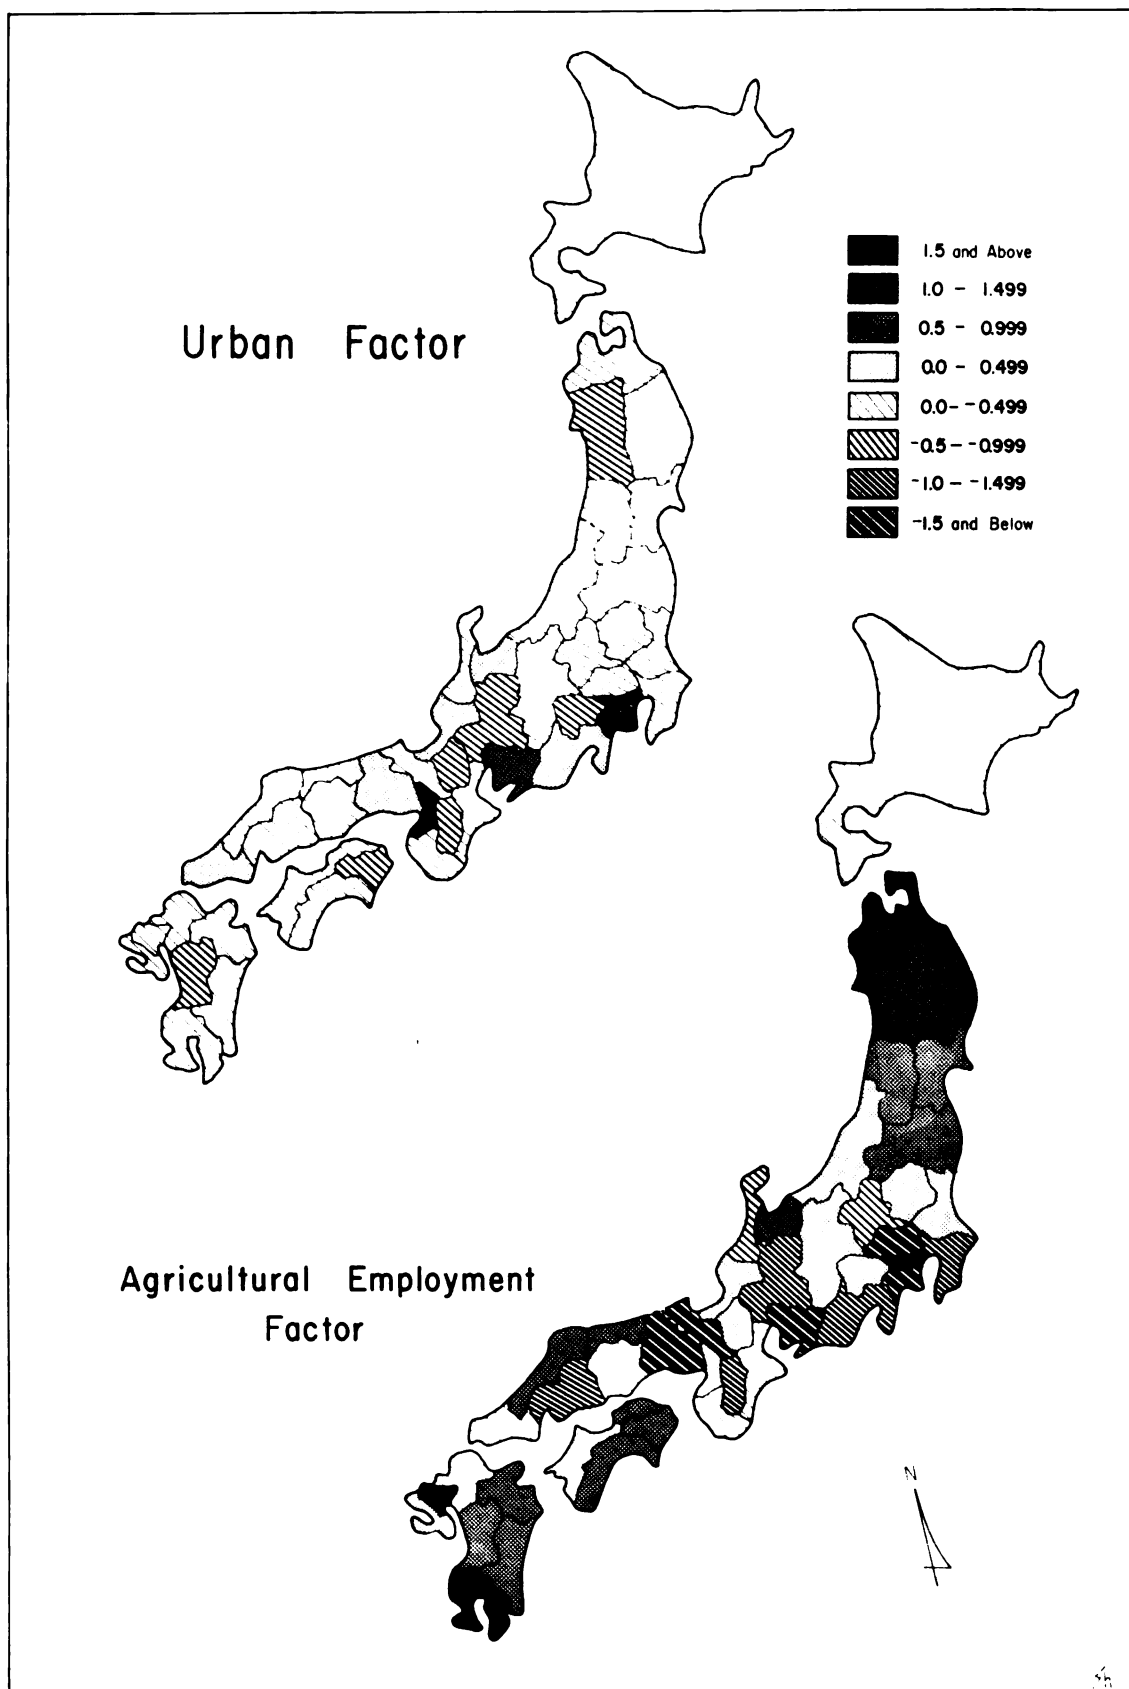 Urban Factor
1.5 and Above
1.0 - 1.499
0.5 - 0.999
0.0 - 0.499
0.0 - -0.499
-0.5 - -0.999
-1.0 - -1.499
-1.5 and Below
Agricultural Employment
Factor
N